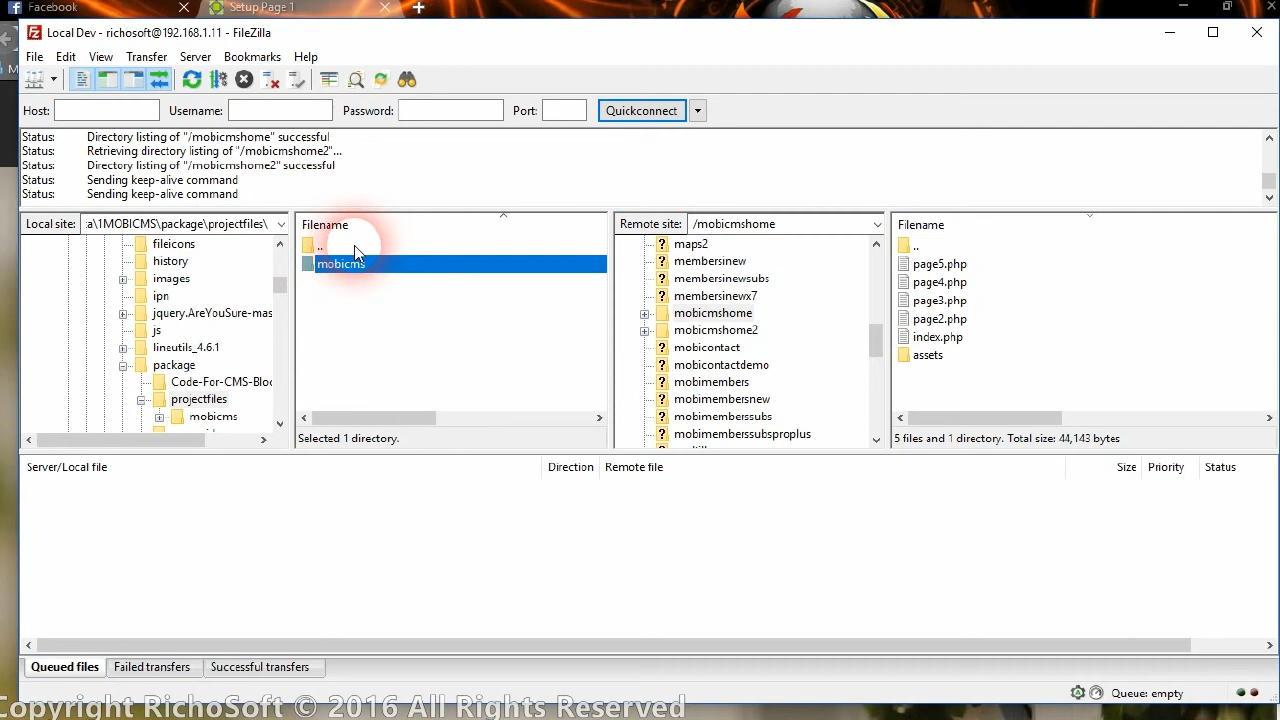 Facebook
Setup Page 1
Local Dev - richosoft@192.168.1.11 - FileZilla
File Edit View Transfer Server Bookmarks Help
Host: Username: Password: Port: Quickconnect
Status: Directory listing of "/mobicmshome" successful
Status: Retrieving directory listing of "/mobicmshome2"...
Status: Directory listing of "/mobicmshome2" successful
Status: Sending keep-alive command
Status: Sending keep-alive command
Local site: :a\1MOBICMS\package\projectfiles\
fileicons
history
images
ipn
jquery.AreYouSure-mas
js
lineutils_4.6.1
package
Code-For-CMS-Bloc
projectfiles
mobicms
Filename
..
mobicms
Selected 1 directory.
Remote site: /mobicmshome
maps2
membersinew
membersinewsubs
membersinewx7
mobicmshome
mobicmshome2
mobicontact
mobicontactdemo
mobimembers
mobimembersnew
mobimemberssubs
mobimemberssubsproplus
Filename
..
page5.php
page4.php
page3.php
page2.php
index.php
assets
5 files and 1 directory. Total size: 44,143 bytes
Server/Local file Direction Remote file Size Priority Status
Queued files Failed transfers Successful transfers
Queue: empty
Copyright RichoSoft © 2016 All Rights Reserved